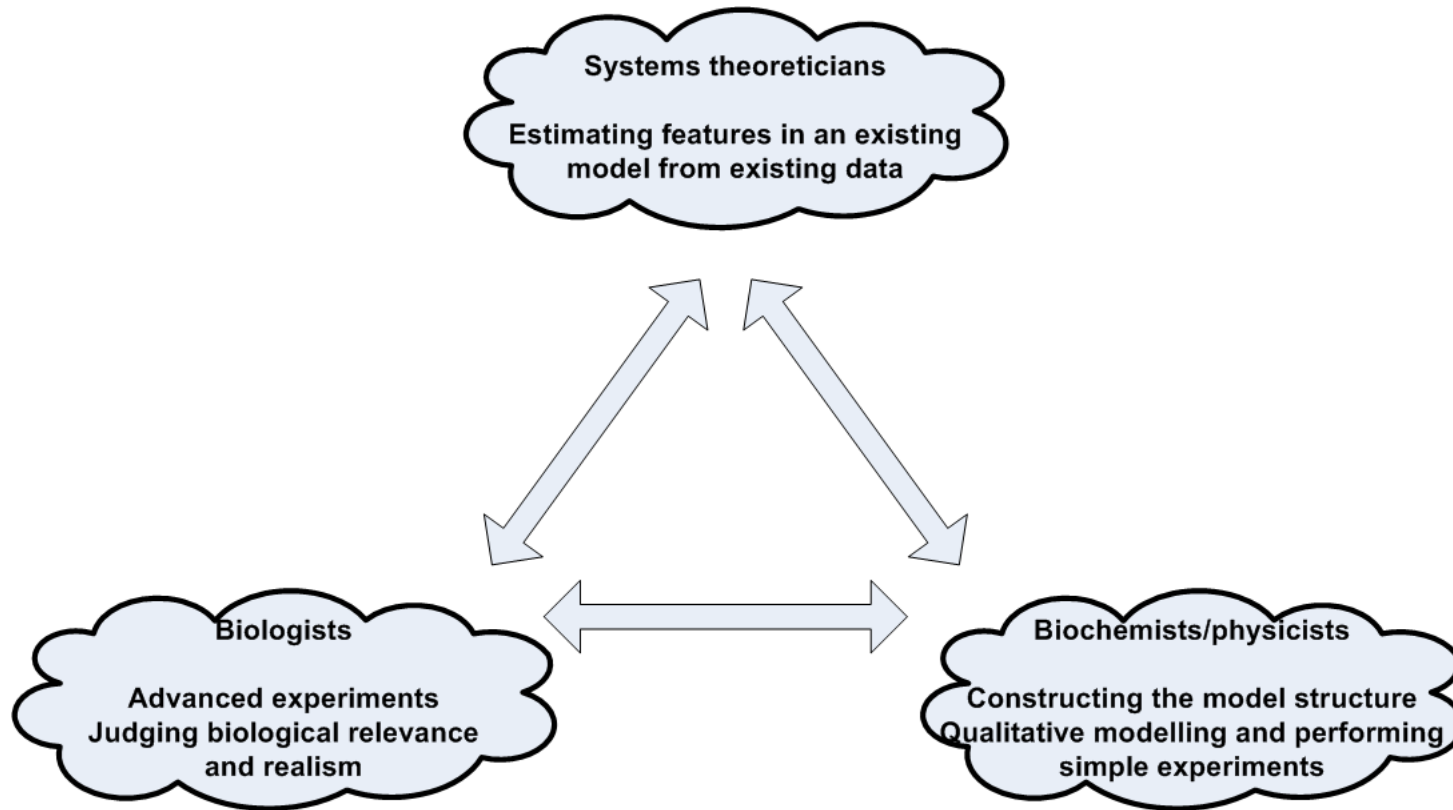 Systems theoreticians
Estimating features in an existing
model from existing data
Biologists
Advanced experiments
Judging biological relevance
and realism
Biochemists/physicists
Constructing the model structure
Qualitative modelling and performing
simple experiments